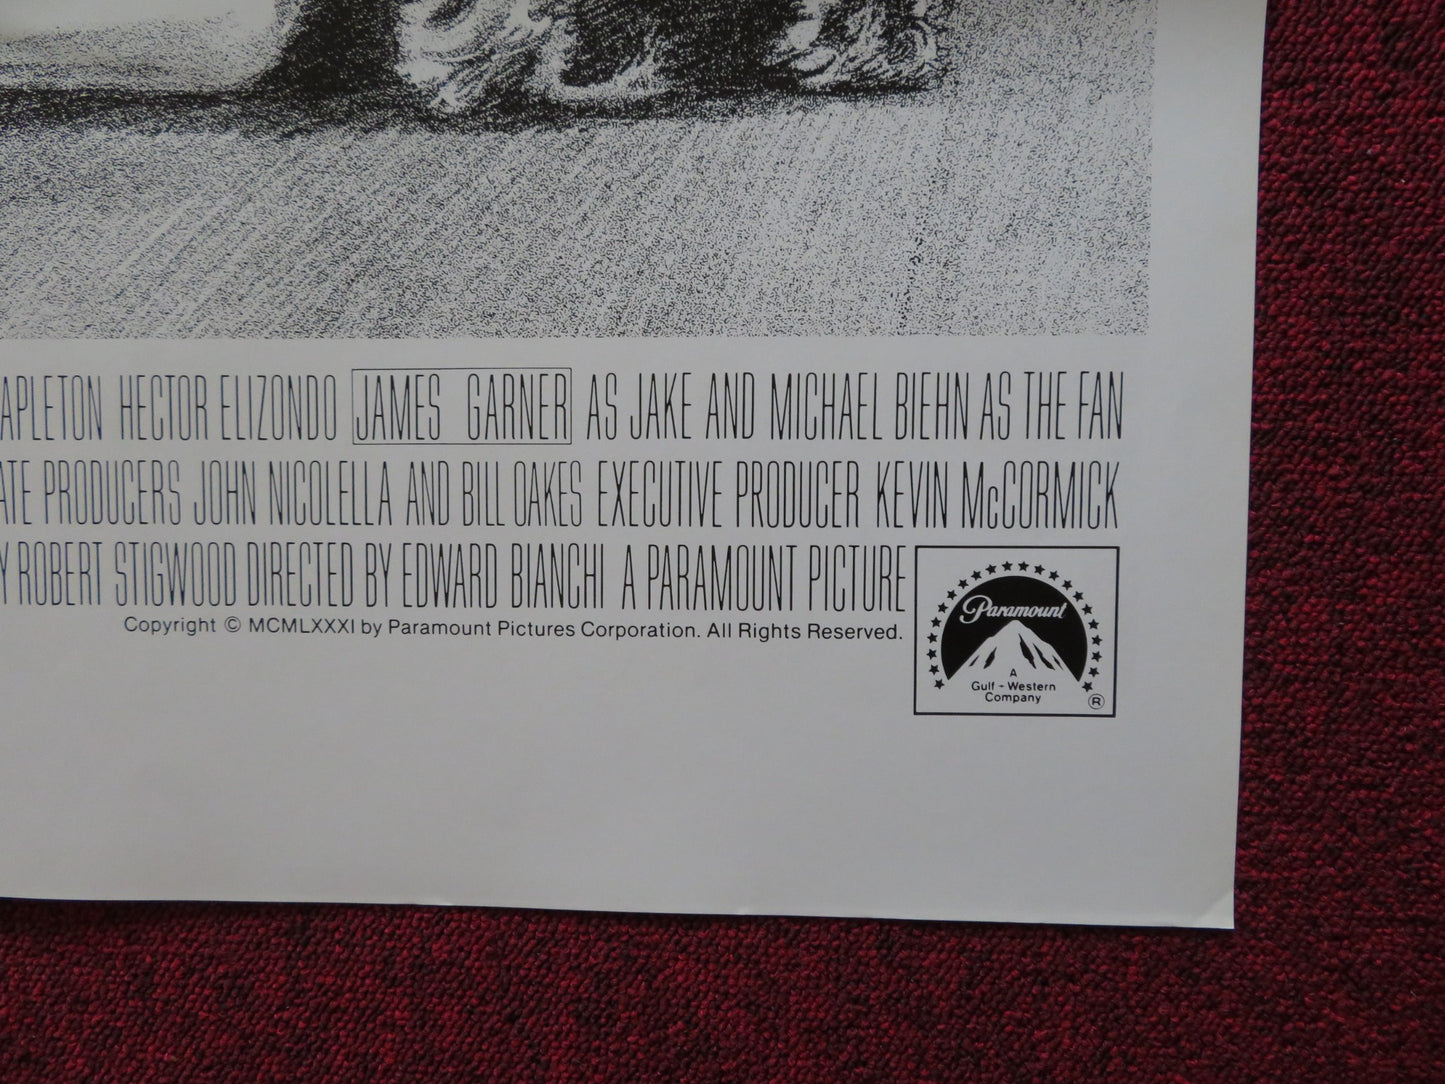 APLETON HECTOR ELIZONDO JAMES GARNER AS JAKE AND MICHAEL BIEHN AS THE FAN
ATE PRODUCERS JOHN NICOLELLA AND BILL OAKES EXECUTIVE PRODUCER KEVIN McCORMICK
Y ROBERT STIGWOOD DIRECTED BY EDWARD BIANCHI A PARAMOUNT PICTURE
Copyright © MCMLXXXI by Paramount Pictures Corporation. All Rights Reserved.
Paramount
A
Gulf + Western
Company
®